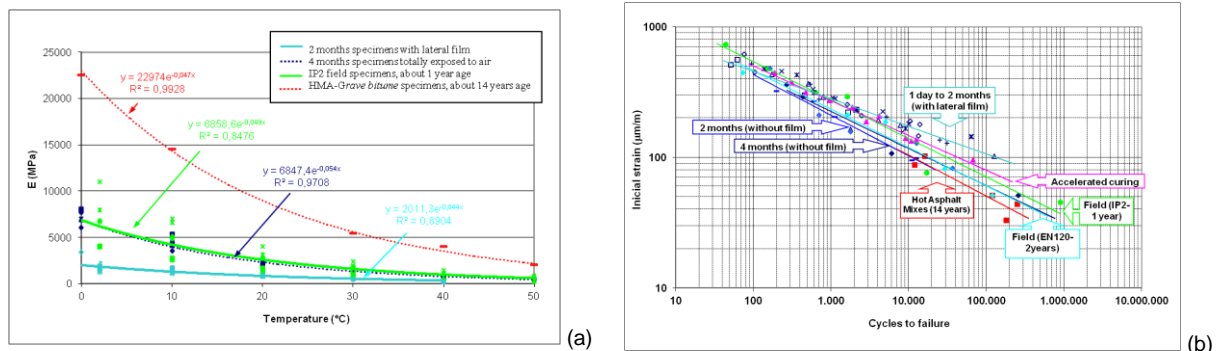 2 months specimens with lateral film
4 months specimens totally exposed to air
IP2 field specimens, about 1 year age
HMA-Grave bitume specimens, about 14 years age
25000
20000
15000
10000
5000
0
E (MPa)
y = 22974e-0,047x
R² = 0,9928
y = 6858,6e-0,049x
R² = 0,8476
y = 6847,4e-0,054x
R² = 0,9708
y = 2011,3e-0,044x
R² = 0,8904
0
10
20
30
40
50
Temperature (°C)
(a)
1000
100
10
Inicial strain (µm/m)
1 day to 2 months
(with lateral film)
2 months (without film)
4 months (without film)
Accelerated curing
Hot Asphalt
Mixes (14 years)
Field (IP2-
1 year)
Field (EN120-
2years)
10
100
1.000
10.000
100.000
1.000.000
10.000.000
Cycles to failure
(b)